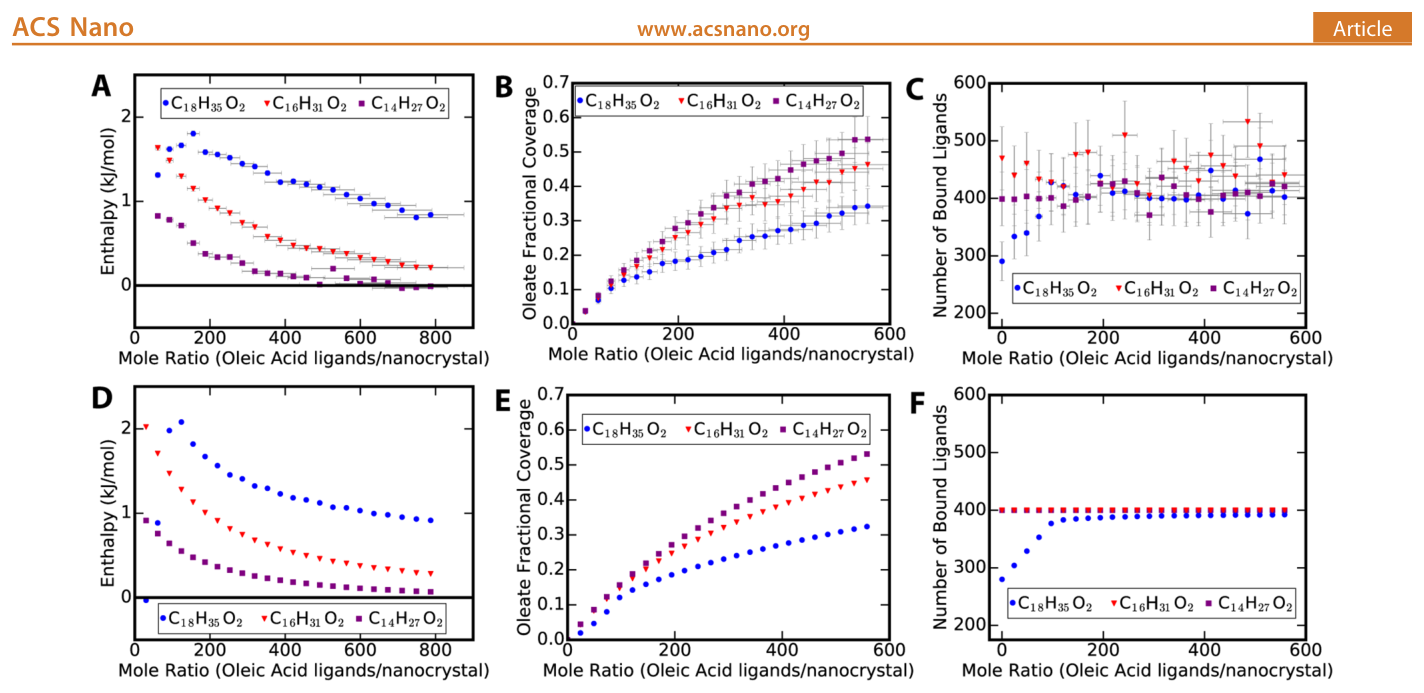 ACS Nano www.acsnano.org Article
A
Enthalpy (kJ/mol)
2
1
0
C₁₈H₃₅O₂ C₁₆H₃₁O₂ C₁₄H₂₇O₂
0 200 400 600 800
Mole Ratio (Oleic Acid ligands/nanocrystal)
B
Oleate Fractional Coverage
0.7
0.6
0.5
0.4
0.3
0.2
0.1
0.0
C₁₈H₃₅O₂ C₁₆H₃₁O₂ C₁₄H₂₇O₂
0 200 400 600
Mole Ratio (Oleic Acid ligands/nanocrystal)
C
Number of Bound Ligands
600
500
400
300
200
C₁₈H₃₅O₂ C₁₆H₃₁O₂ C₁₄H₂₇O₂
0 200 400 600
Mole Ratio (Oleic Acid ligands/nanocrystal)
D
Enthalpy (kJ/mol)
2
1
0
C₁₈H₃₅O₂ C₁₆H₃₁O₂ C₁₄H₂₇O₂
0 200 400 600 800
Mole Ratio (Oleic Acid ligands/nanocrystal)
E
Oleate Fractional Coverage
0.7
0.6
0.5
0.4
0.3
0.2
0.1
0.0
C₁₈H₃₅O₂ C₁₆H₃₁O₂ C₁₄H₂₇O₂
0 200 400 600
Mole Ratio (Oleic Acid ligands/nanocrystal)
F
Number of Bound Ligands
600
500
400
300
200
C₁₈H₃₅O₂ C₁₆H₃₁O₂ C₁₄H₂₇O₂
0 200 400 600
Mole Ratio (Oleic Acid ligands/nanocrystal)